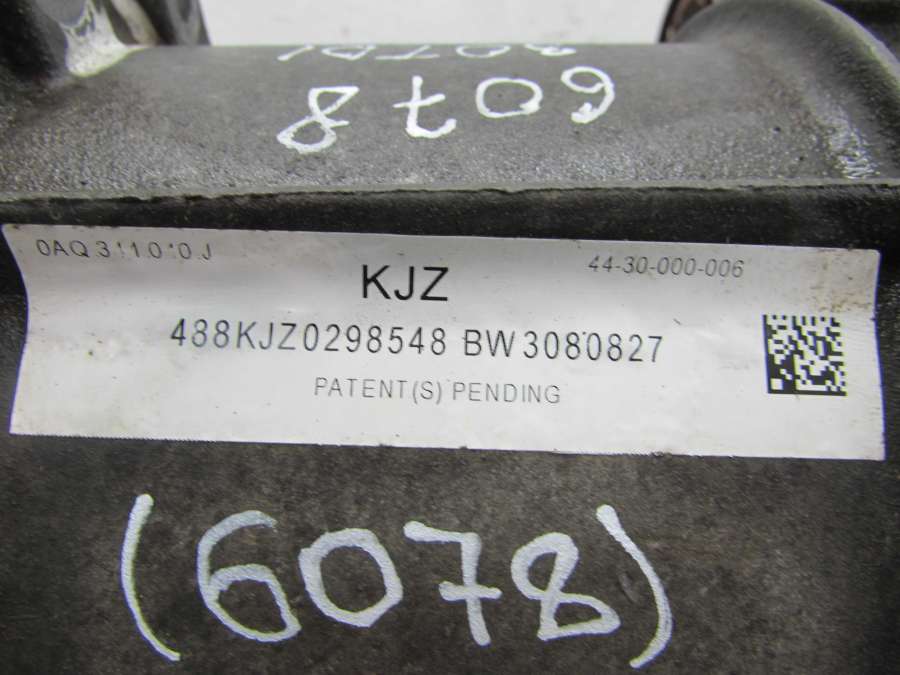 6078
0AQ 311 010 J
44-30-000-006
KJZ
488KJZ0298548 BW3080827
PATENT(S) PENDING
(6078)